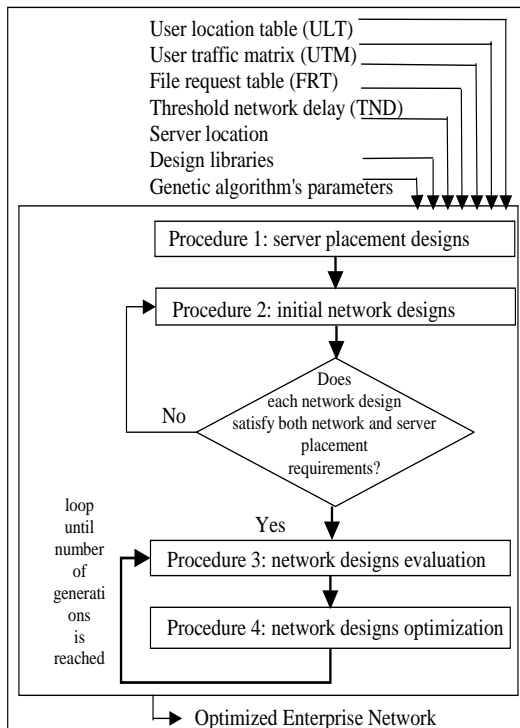 User location table (ULT)
User traffic matrix (UTM)
File request table (FRT)
Threshold network delay (TND)
Server location
Design libraries
Genetic algorithm's parameters
Procedure 1: server placement designs
Procedure 2: initial network designs
Does
each network design
satisfy both network and server
placement
requirements?
No
Yes
loop
until
number
of
generati
ons
is
reached
Procedure 3: network designs evaluation
Procedure 4: network designs optimization
Optimized Enterprise Network